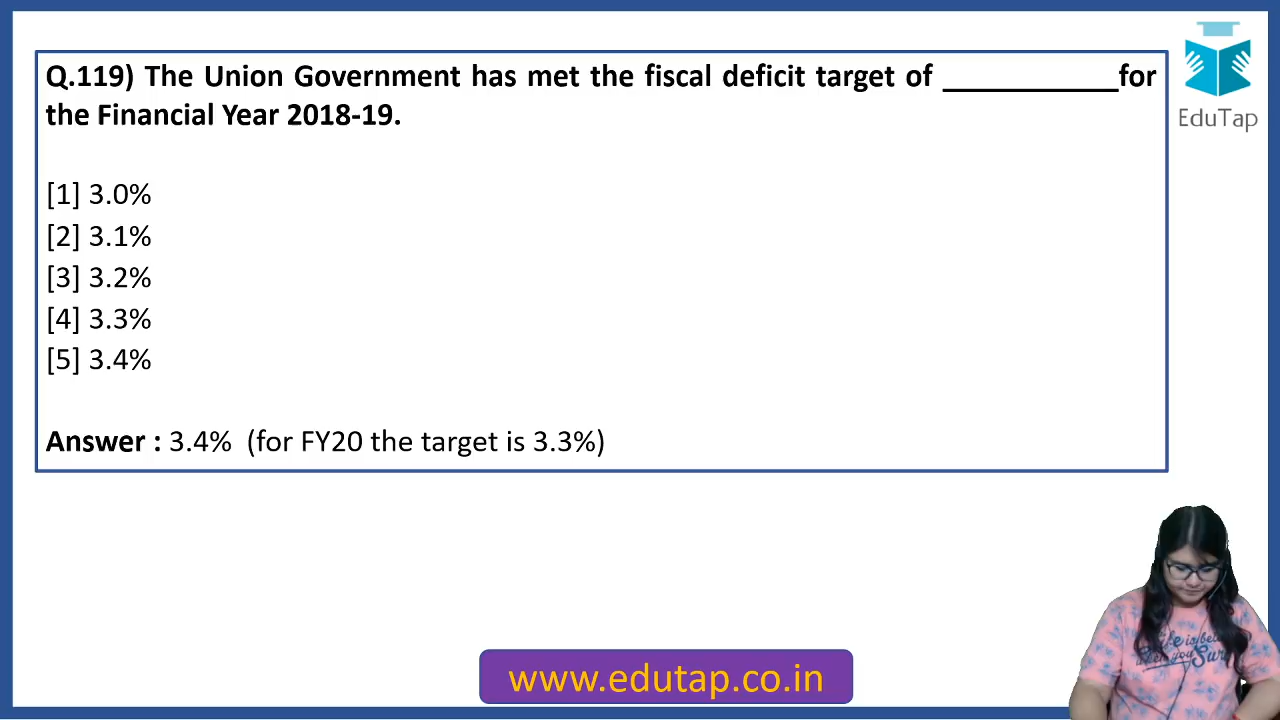 Q.119) The Union Government has met the fiscal deficit target of ___________for
the Financial Year 2018-19.
[1] 3.0%
[2] 3.1%
[3] 3.2%
[4] 3.3%
[5] 3.4%
Answer : 3.4% (for FY20 the target is 3.3%)
EduTap
www.edutap.co.in